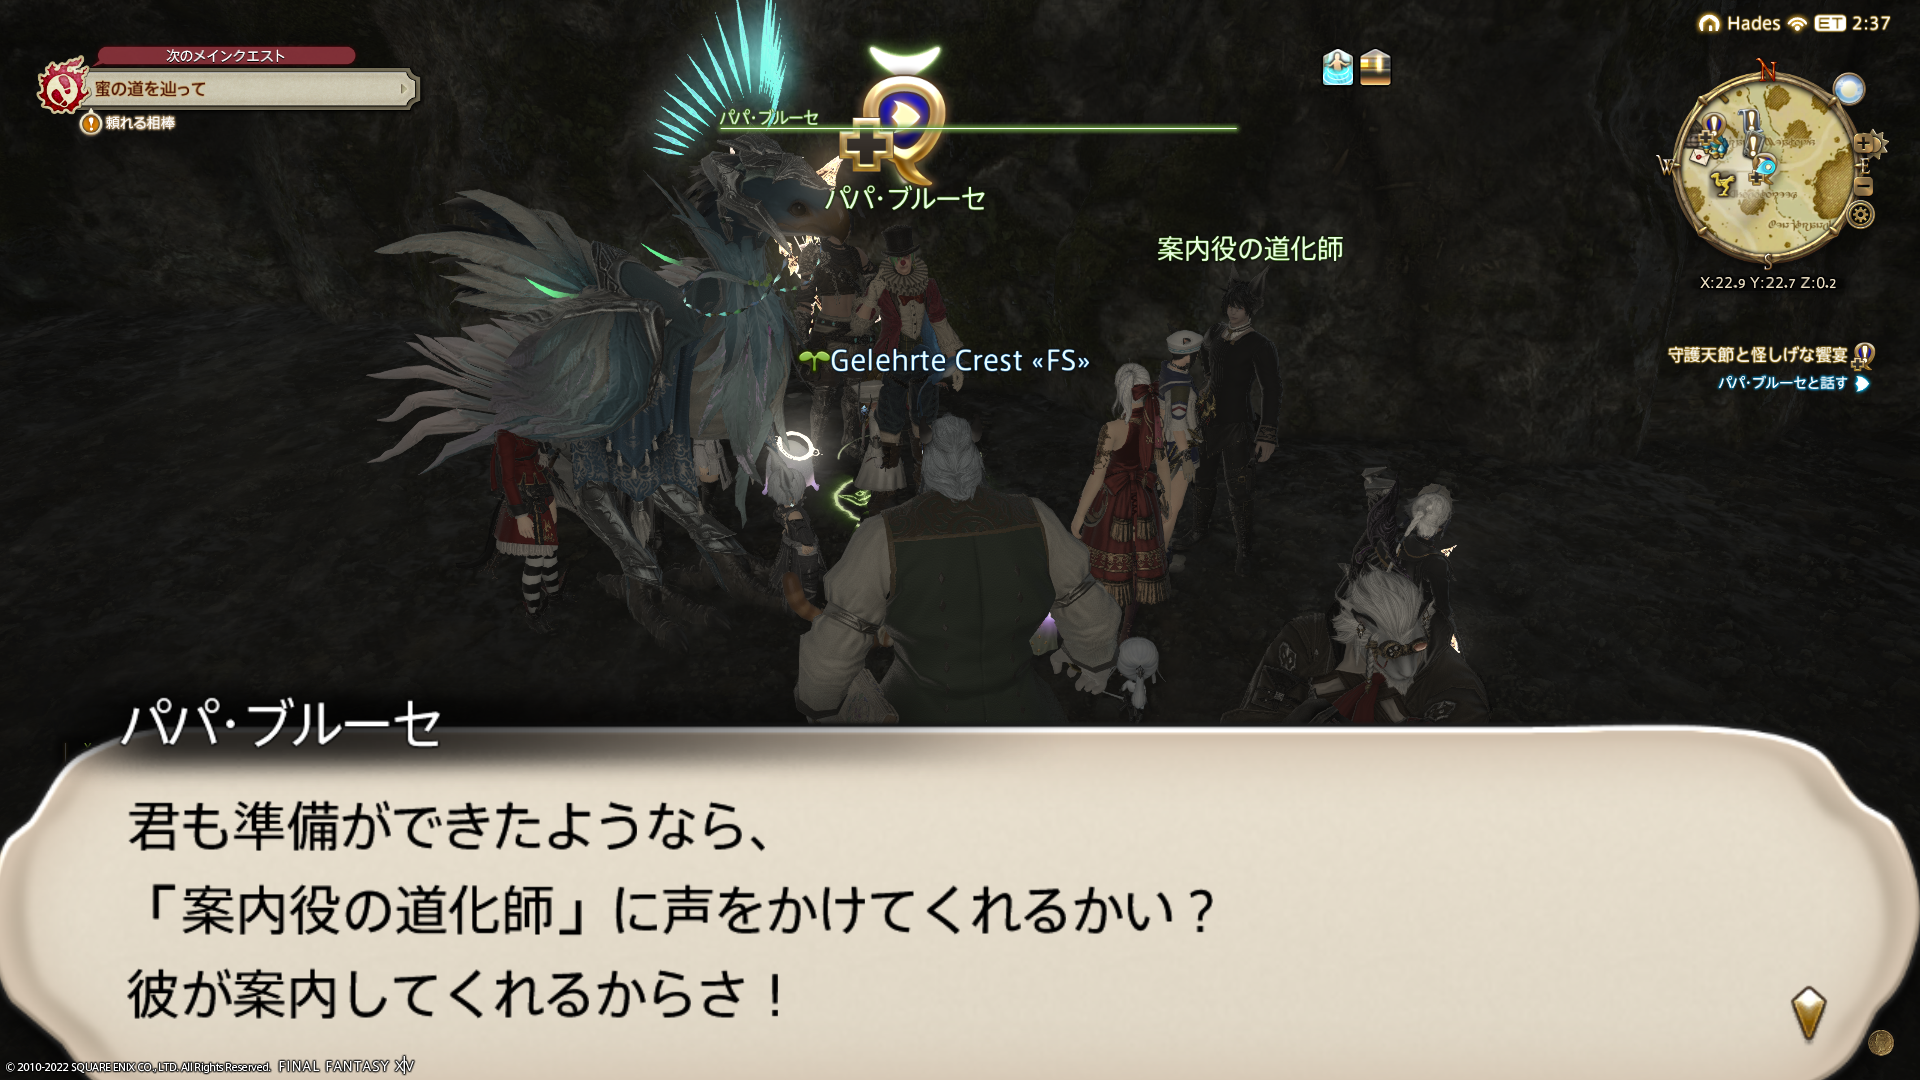 Hades ET 2:37
次のメインクエスト
蜜の道を辿って
頼れる相棒
パパ・ブルーセ
パパ・ブルーセ
案内役の道化師
N
W
E
S
X:22.9 Y:22.7 Z:0.2
守護天節と怪しげな饗宴
パパ・ブルーセと話す
Gelehrte Crest «FS»
パパ・ブルーセ
君も準備ができたようなら、
「案内役の道化師」に声をかけてくれるかい？
彼が案内してくれるからさ！
© 2010-2022 SQUARE ENIX CO., LTD. All Rights Reserved. FINAL FANTASY XIV